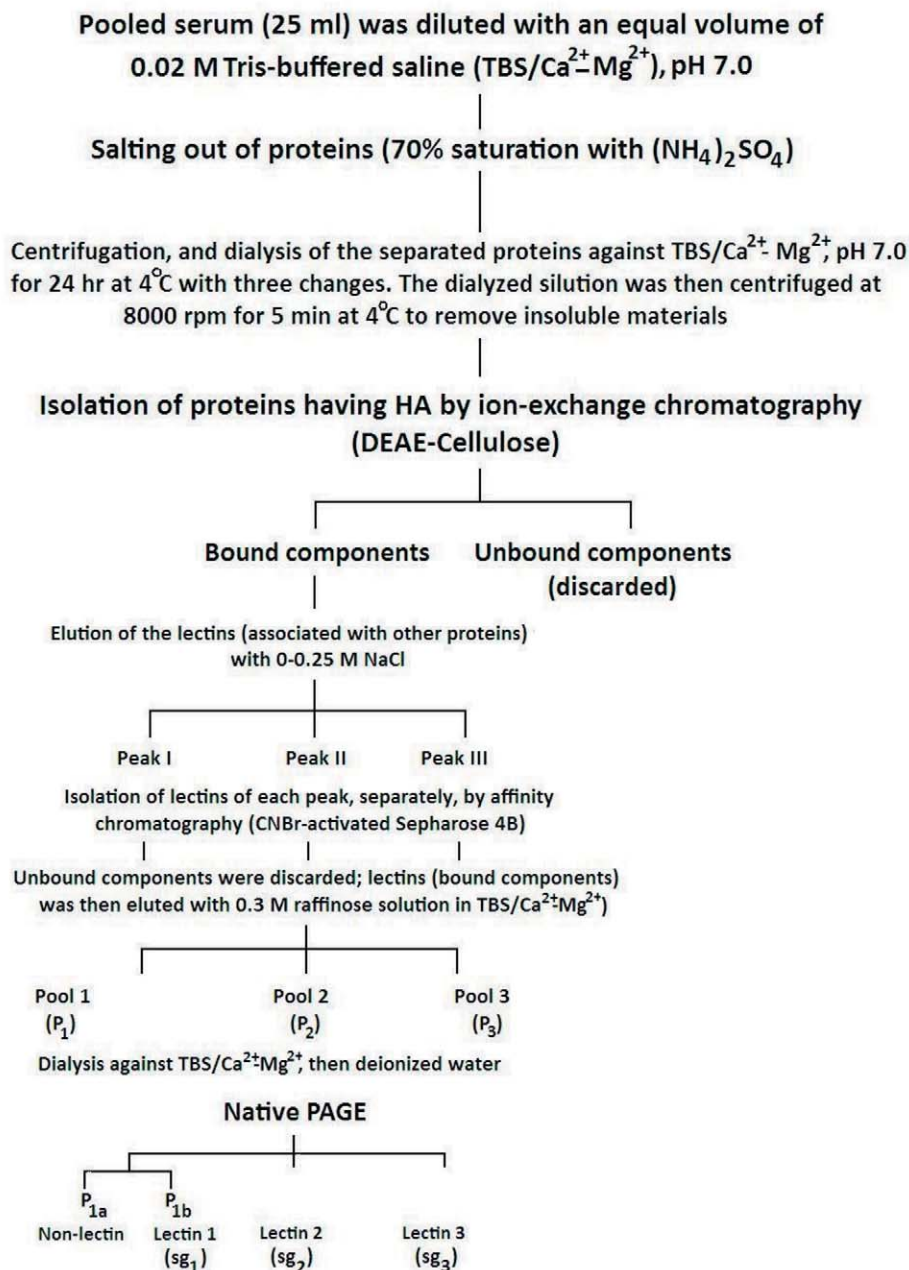 Pooled serum (25 ml) was diluted with an equal volume of
0.02 M Tris-buffered saline (TBS/Ca²⁺-Mg²⁺), pH 7.0
Salting out of proteins (70% saturation with (NH₄)₂SO₄)
Centrifugation, and dialysis of the separated proteins against TBS/Ca²⁺- Mg²⁺, pH 7.0
for 24 hr at 4°C with three changes. The dialyzed silution was then centrifuged at
8000 rpm for 5 min at 4°C to remove insoluble materials
Isolation of proteins having HA by ion-exchange chromatography
(DEAE-Cellulose)
Bound components
Unbound components
(discarded)
Elution of the lectins (associated with other proteins)
with 0-0.25 M NaCl
Peak I
Peak II
Peak III
Isolation of lectins of each peak, separately, by affinity
chromatography (CNBr-activated Sepharose 4B)
Unbound components were discarded; lectins (bound components)
was then eluted with 0.3 M raffinose solution in TBS/Ca²⁺-Mg²⁺)
Pool 1
(P₁)
Pool 2
(P₂)
Pool 3
(P₃)
Dialysis against TBS/Ca²⁺-Mg²⁺, then deionized water
Native PAGE
P₁ₐ
Non-lectin
P₁b
Lectin 1
(sg₁)
Lectin 2
(sg₂)
Lectin 3
(sg₃)